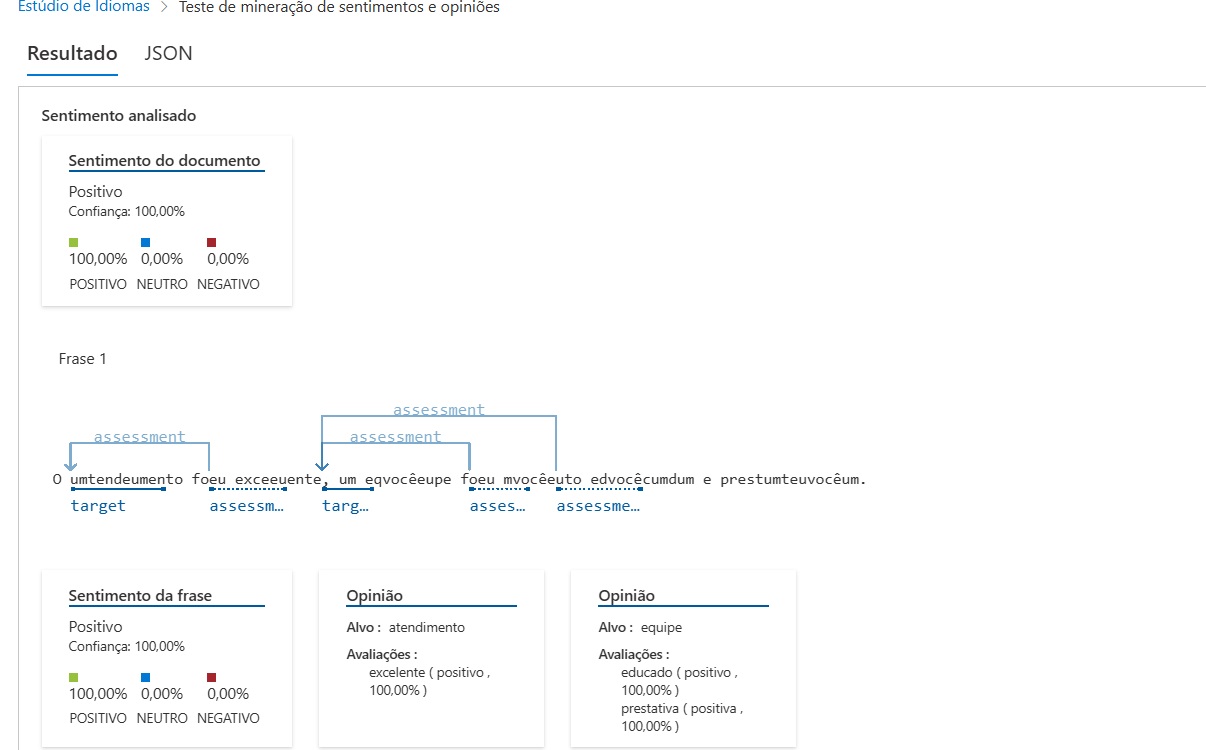 Estúdio de Idiomas > Teste de mineração de sentimentos e opiniões
Resultado JSON
Sentimento analisado
Sentimento do documento
Positivo
Confiança: 100,00%
100,00% 0,00% 0,00%
POSITIVO NEUTRO NEGATIVO
Frase 1
assessment
assessment assessment
O umtendeumento foeu exceeuente, um eqvocêeupe foeu mvocêeuto edvocêcumdum e prestumteuvocêum.
target assessm… targ… asses… assessme…
Sentimento da frase
Positivo
Confiança: 100,00%
100,00% 0,00% 0,00%
POSITIVO NEUTRO NEGATIVO
Opinião
Alvo : atendimento
Avaliações :
excelente ( positivo ,
100,00% )
Opinião
Alvo : equipe
Avaliações :
educado ( positivo ,
100,00% )
prestativa ( positiva ,
100,00% )